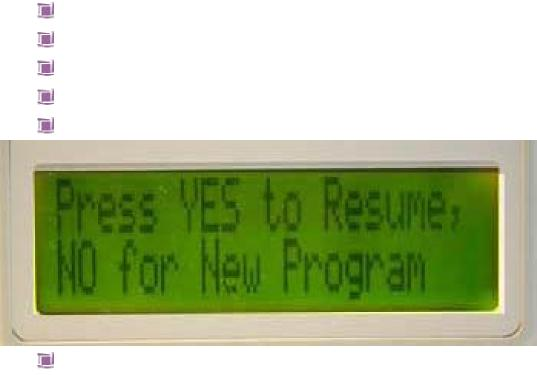 Press YES to Resume,
NO for New Program